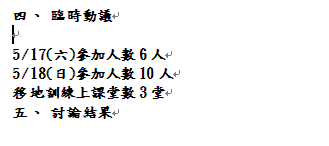 四、 臨時動議
5/17(六)參加人數 6 人
5/18(日)參加人數 10 人
移地訓練上課堂數 3 堂
五、 討論結果